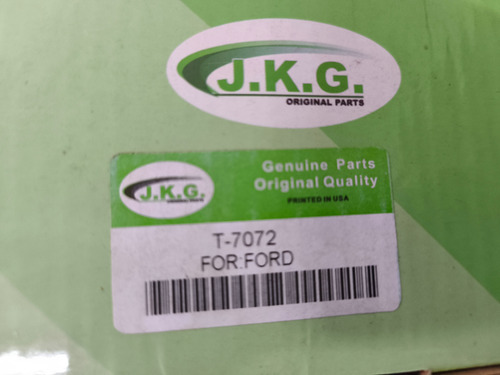 J.K.G.
ORIGINAL PARTS
J.K.G.
Genuine Parts
Original Quality
PRINTED IN USA
T-7072
FOR:FORD